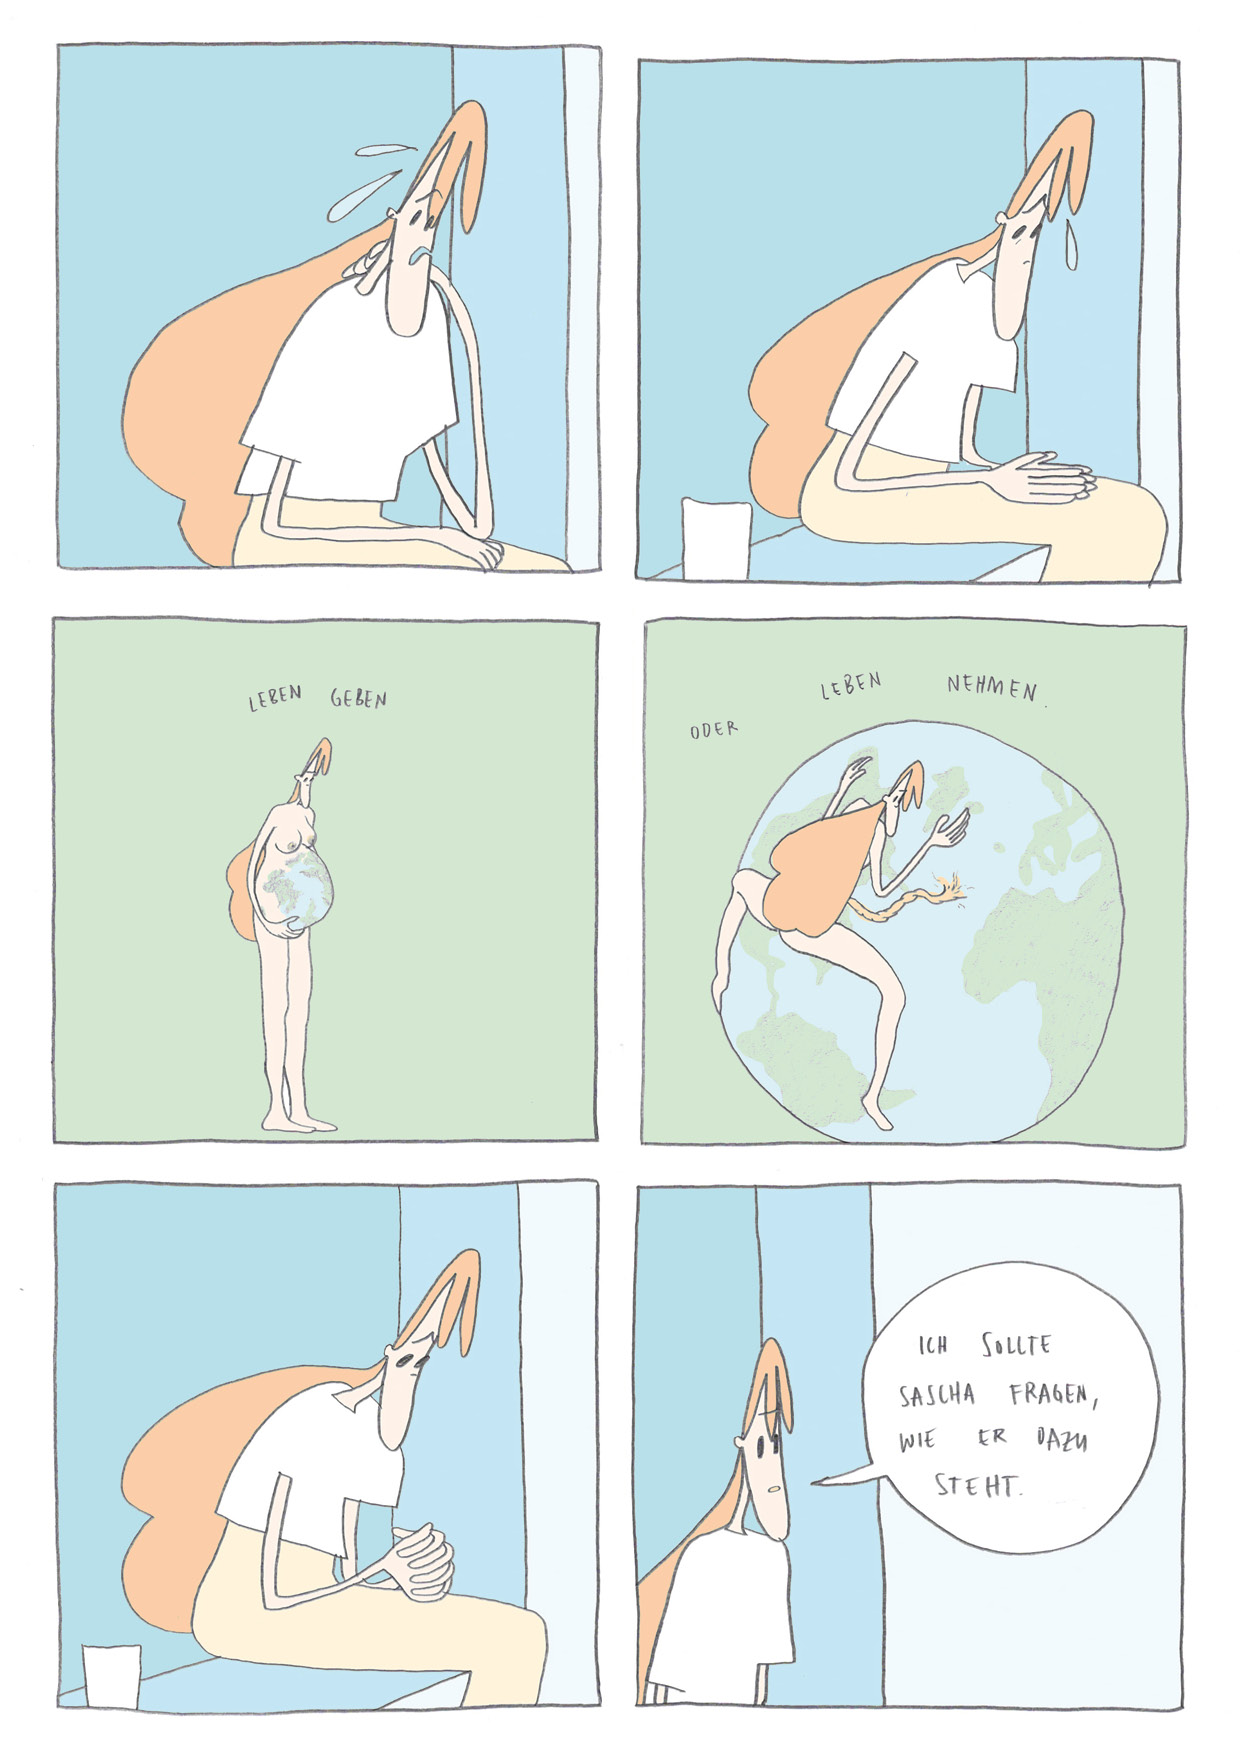 LEBEN GEBEN
ODER LEBEN NEHMEN.
ICH SOLLTE
SASCHA FRAGEN,
WIE ER DAZU
STEHT.